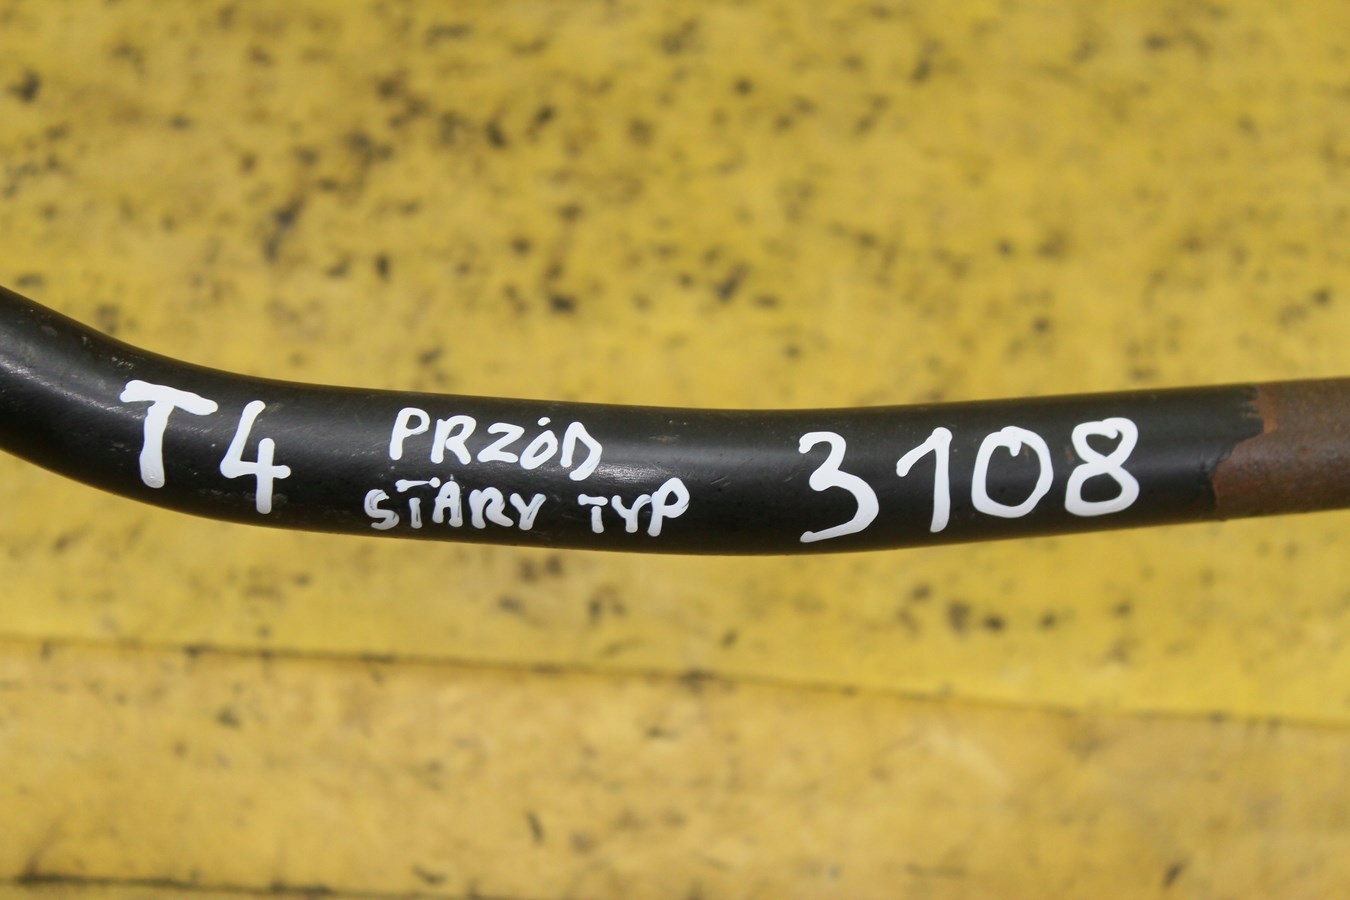 T4 PRZÓD 3108
STARY TYP